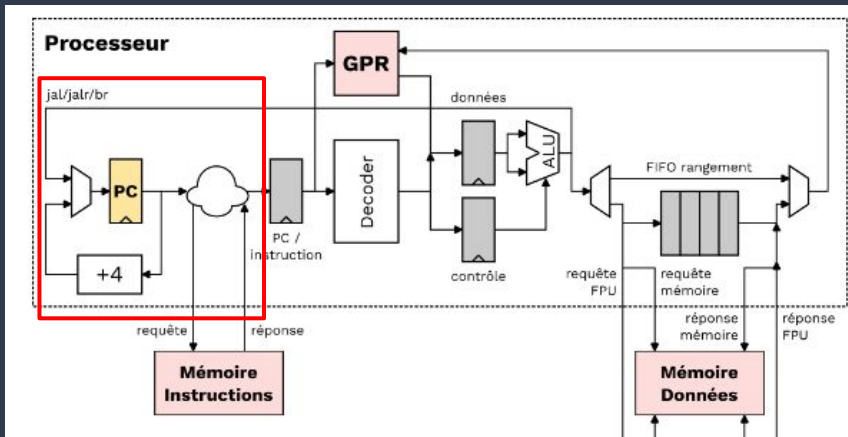 Processeur
GPR
jal/jalr/br
données
PC
Decoder
ALU
FIFO rangement
+4
PC /
instruction
contrôle
requête
FPU
requête
mémoire
requête
réponse
réponse
mémoire
réponse
FPU
Mémoire
Instructions
Mémoire
Données